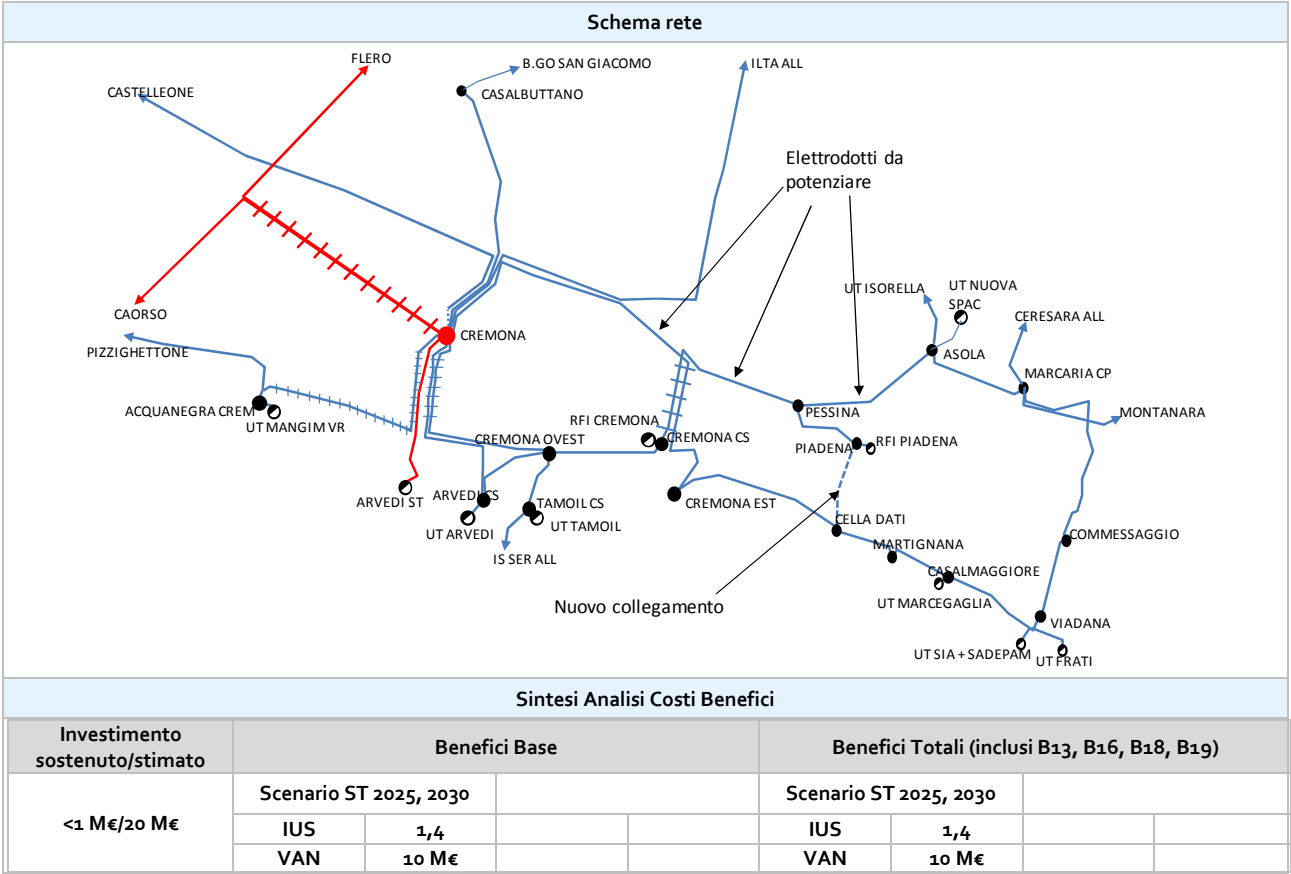 Schema rete
FLERO
B.GO SAN GIACOMO
ILTA ALL
CASTELLEONE
CASALBUTTANO
Elettrodotti da
potenziare
UT ISORELLA
UT NUOVA
SPAC
CAORSO
CERESARA ALL
CREMONA
PIZZIGHETTONE
ASOLA
MARCARIA CP
ACQUANEGRA CREM
UT MANGIM VR
RFI CREMONA
CREMONA OVEST
CREMONA CS
PESSINA
MONTANARA
PIADENA
RFI PIADENA
ARVEDI ST
ARVEDI CS
TAMOIL CS
CREMONA EST
UT ARVEDI
UT TAMOIL
CELLA DATI
IS SER ALL
MARTIGNANA
COMMESSAGGIO
CASALMAGGIORE
UT MARCEGAGLIA
Nuovo collegamento
VIADANA
UT SIA + SADEPAM
UT FRATI
Sintesi Analisi Costi Benefici
Investimento
sostenuto/stimato
Benefici Base
Benefici Totali (inclusi B13, B16, B18, B19)
<1 M€/20 M€
Scenario ST 2025, 2030
Scenario ST 2025, 2030
IUS 1,4
IUS 1,4
VAN 10 M€
VAN 10 M€